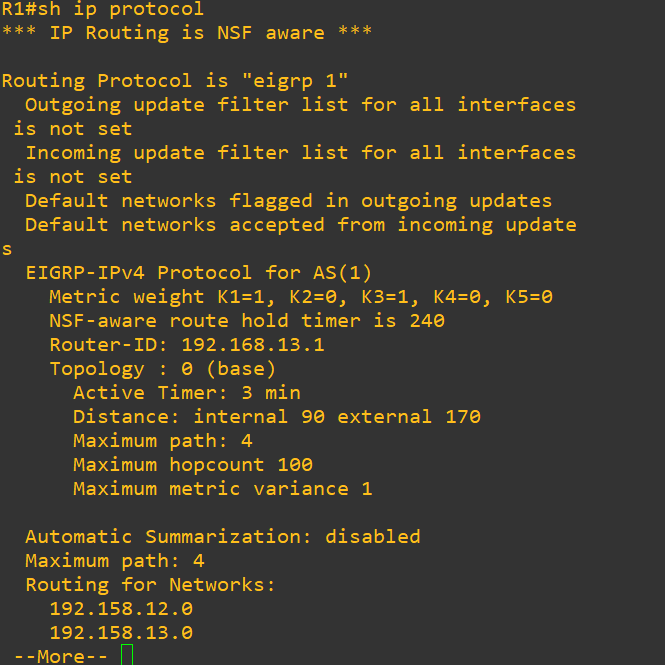 R1#sh ip protocol
*** IP Routing is NSF aware ***

Routing Protocol is "eigrp 1"
  Outgoing update filter list for all interfaces
 is not set
  Incoming update filter list for all interfaces
 is not set
  Default networks flagged in outgoing updates
  Default networks accepted from incoming update
s
  EIGRP-IPv4 Protocol for AS(1)
    Metric weight K1=1, K2=0, K3=1, K4=0, K5=0
    NSF-aware route hold timer is 240
    Router-ID: 192.168.13.1
    Topology : 0 (base)
      Active Timer: 3 min
      Distance: internal 90 external 170
      Maximum path: 4
      Maximum hopcount 100
      Maximum metric variance 1

  Automatic Summarization: disabled
  Maximum path: 4
  Routing for Networks:
    192.158.12.0
    192.158.13.0
 --More--